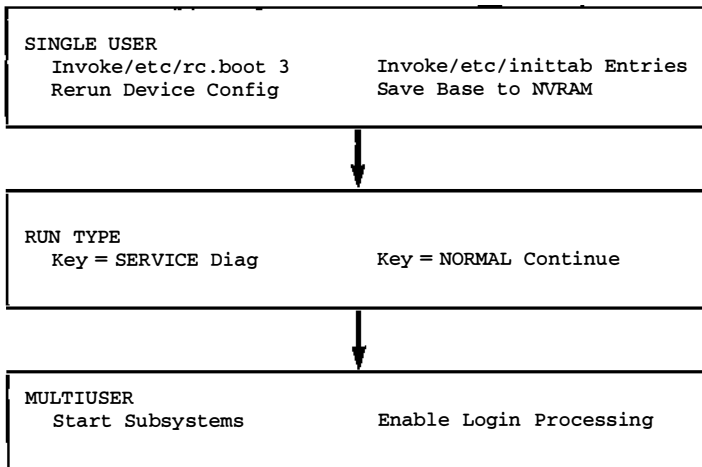 SINGLE USER
Invoke/etc/rc.boot 3 Invoke/etc/inittab Entries
Rerun Device Config Save Base to NVRAM
RUN TYPE
Key = SERVICE Diag Key = NORMAL Continue
MULTIUSER
Start Subsystems Enable Login Processing